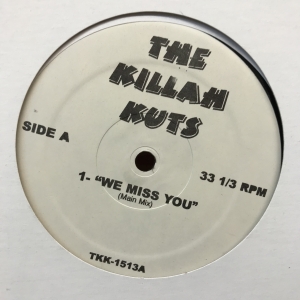 THE
KILLAH
KUTS
SIDE A
33 1/3 RPM
1- "WE MISS YOU"
(Main Mix)
TKK-1513A